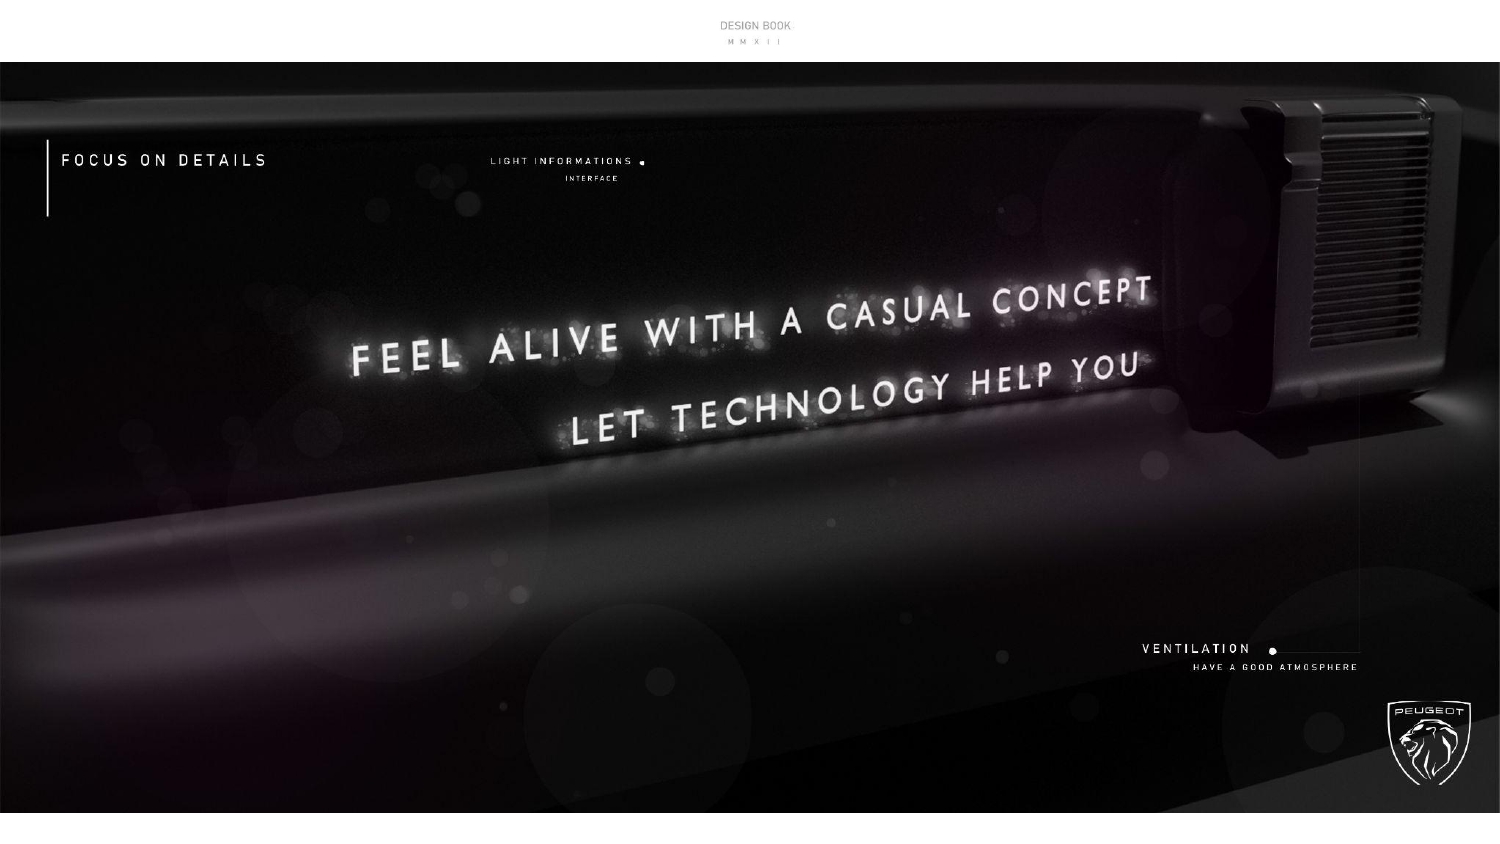 DESIGN BOOK
MMXII
FOCUS ON DETAILS
LIGHT INFORMATIONS
INTERFACE
FEEL ALIVE WITH A CASUAL CONCEPT
LET TECHNOLOGY HELP YOU
VENTILATION
HAVE A GOOD ATMOSPHERE
PEUGEOT